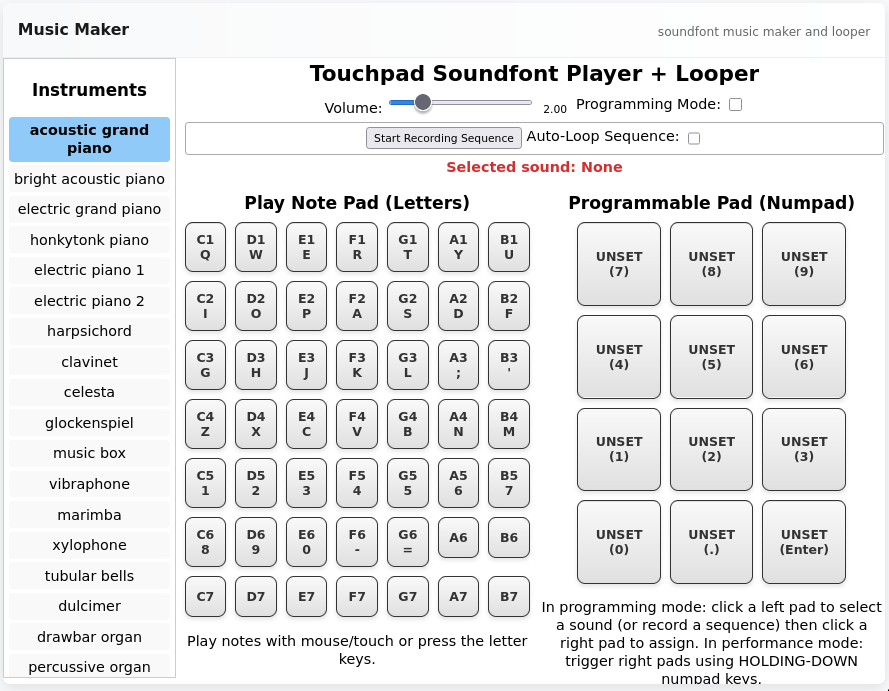 Music Maker
soundfont music maker and looper
Instruments
acoustic grand
piano
bright acoustic piano
electric grand piano
honkytonk piano
electric piano 1
electric piano 2
harpsichord
clavinet
celesta
glockenspiel
music box
vibraphone
marimba
xylophone
tubular bells
dulcimer
drawbar organ
percussive organ
Touchpad Soundfont Player + Looper
Volume: 2.00 Programming Mode:
Start Recording Sequence Auto-Loop Sequence:
Selected sound: None
Play Note Pad (Letters)
C1 D1 E1 F1 G1 A1 B1
Q W E R T Y U
C2 D2 E2 F2 G2 A2 B2
I O P A S D F
C3 D3 E3 F3 G3 A3 B3
G H J K L ; '
C4 D4 E4 F4 G4 A4 B4
Z X C V B N M
C5 D5 E5 F5 G5 A5 B5
1 2 3 4 5 6 7
C6 D6 E6 F6 G6 A6 B6
8 9 0 - =
C7 D7 E7 F7 G7 A7 B7
Play notes with mouse/touch or press the letter
keys.
Programmable Pad (Numpad)
UNSET UNSET UNSET
(7) (8) (9)
UNSET UNSET UNSET
(4) (5) (6)
UNSET UNSET UNSET
(1) (2) (3)
UNSET UNSET UNSET
(0) (.) (Enter)
In programming mode: click a left pad to select
a sound (or record a sequence) then click a
right pad to assign. In performance mode:
trigger right pads using HOLDING-DOWN
numpad keys.